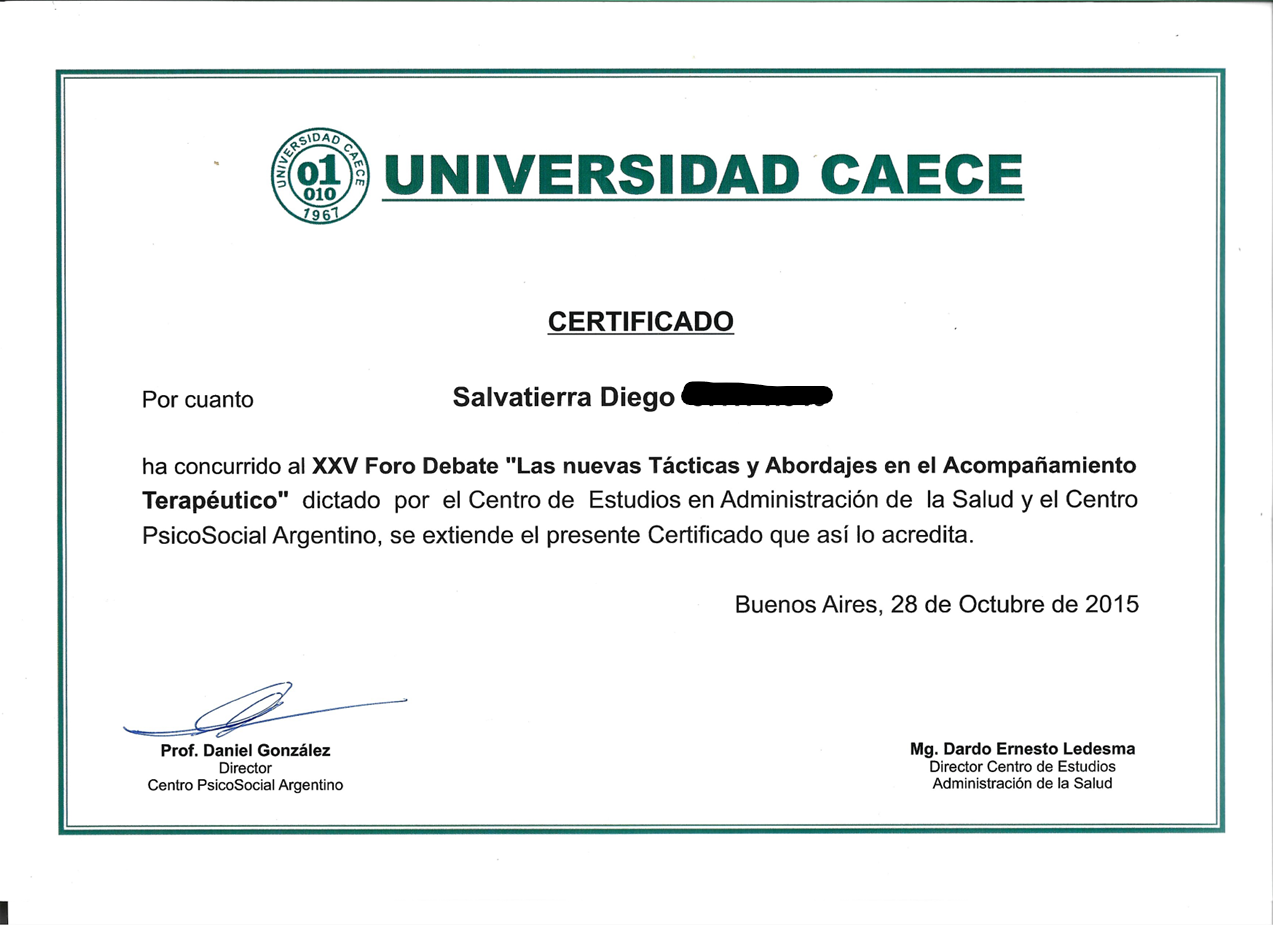 UNIVERSIDAD CAECE
01
010
1967
UNIVERSIDAD CAECE
CERTIFICADO
Por cuanto Salvatierra Diego
ha concurrido al XXV Foro Debate "Las nuevas Tácticas y Abordajes en el Acompañamiento
Terapéutico" dictado por el Centro de Estudios en Administración de la Salud y el Centro
PsicoSocial Argentino, se extiende el presente Certificado que así lo acredita.
Buenos Aires, 28 de Octubre de 2015
Prof. Daniel González
Director
Centro PsicoSocial Argentino
Mg. Dardo Ernesto Ledesma
Director Centro de Estudios
Administración de la Salud